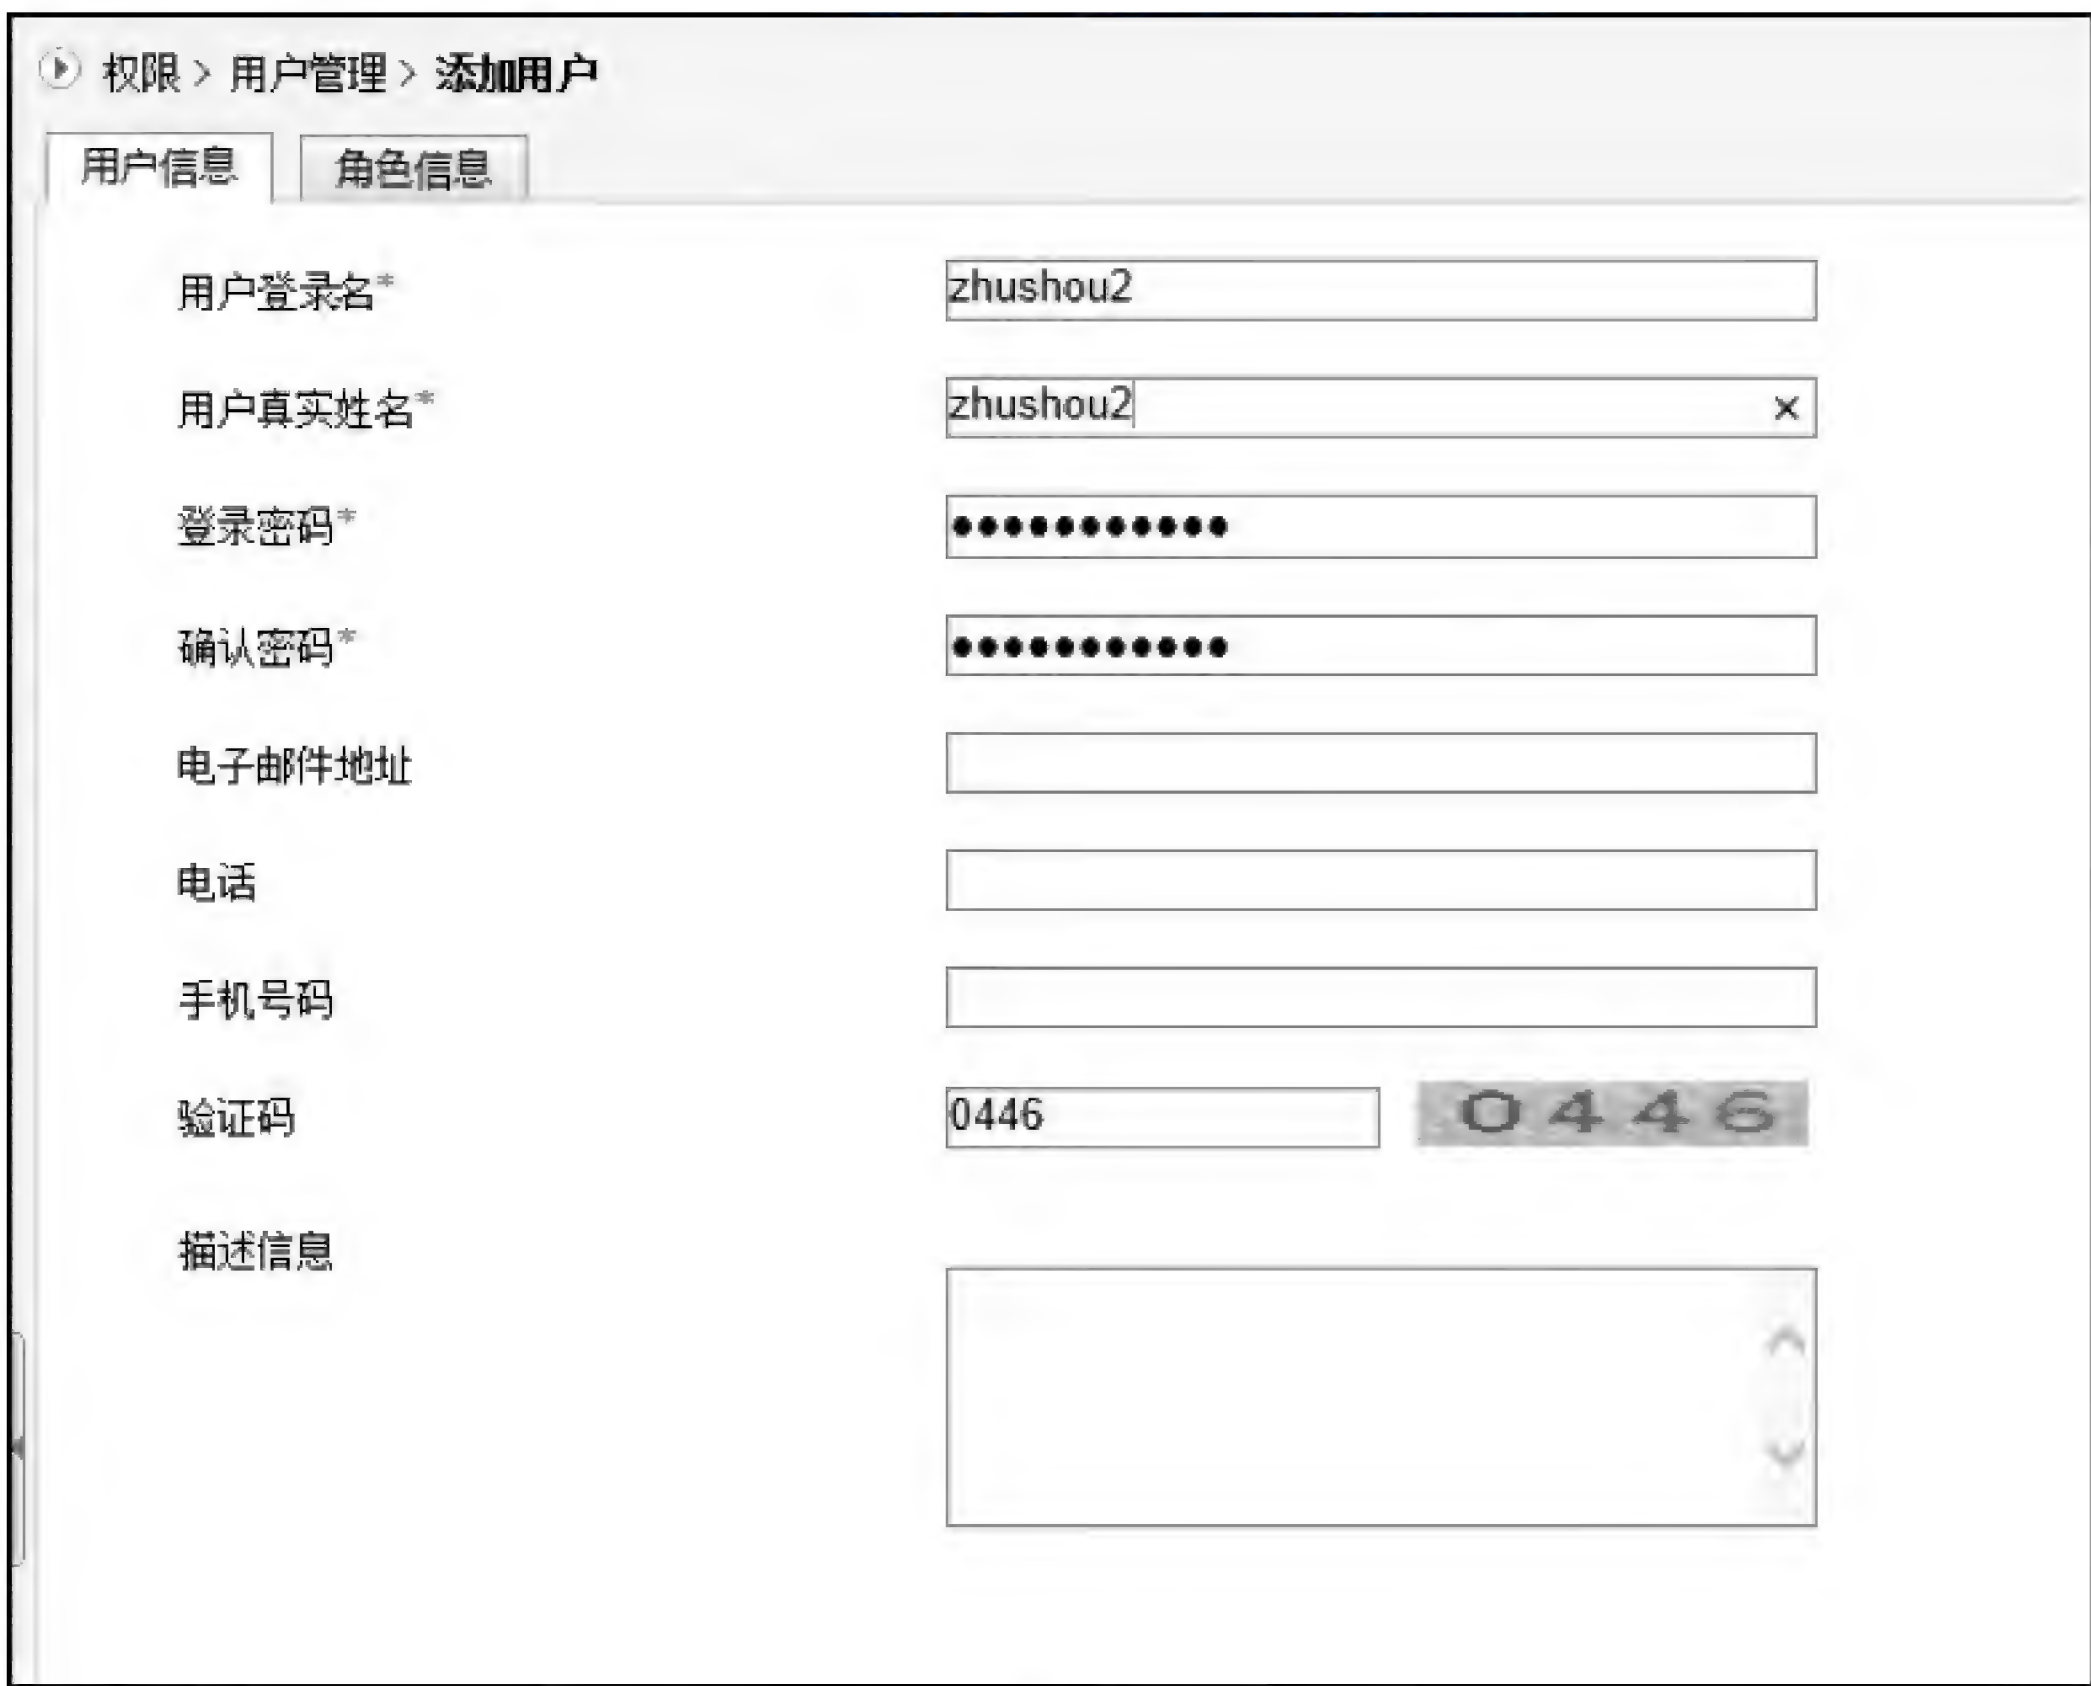 权限 > 用户管理 > 添加用户
用户信息 角色信息
用户登录名* zhushou2
用户真实姓名* zhushou2 ×
登录密码* ●●●●●●●●●●●
确认密码* ●●●●●●●●●●●
电子邮件地址
电话
手机号码
验证码 0446 0446
描述信息